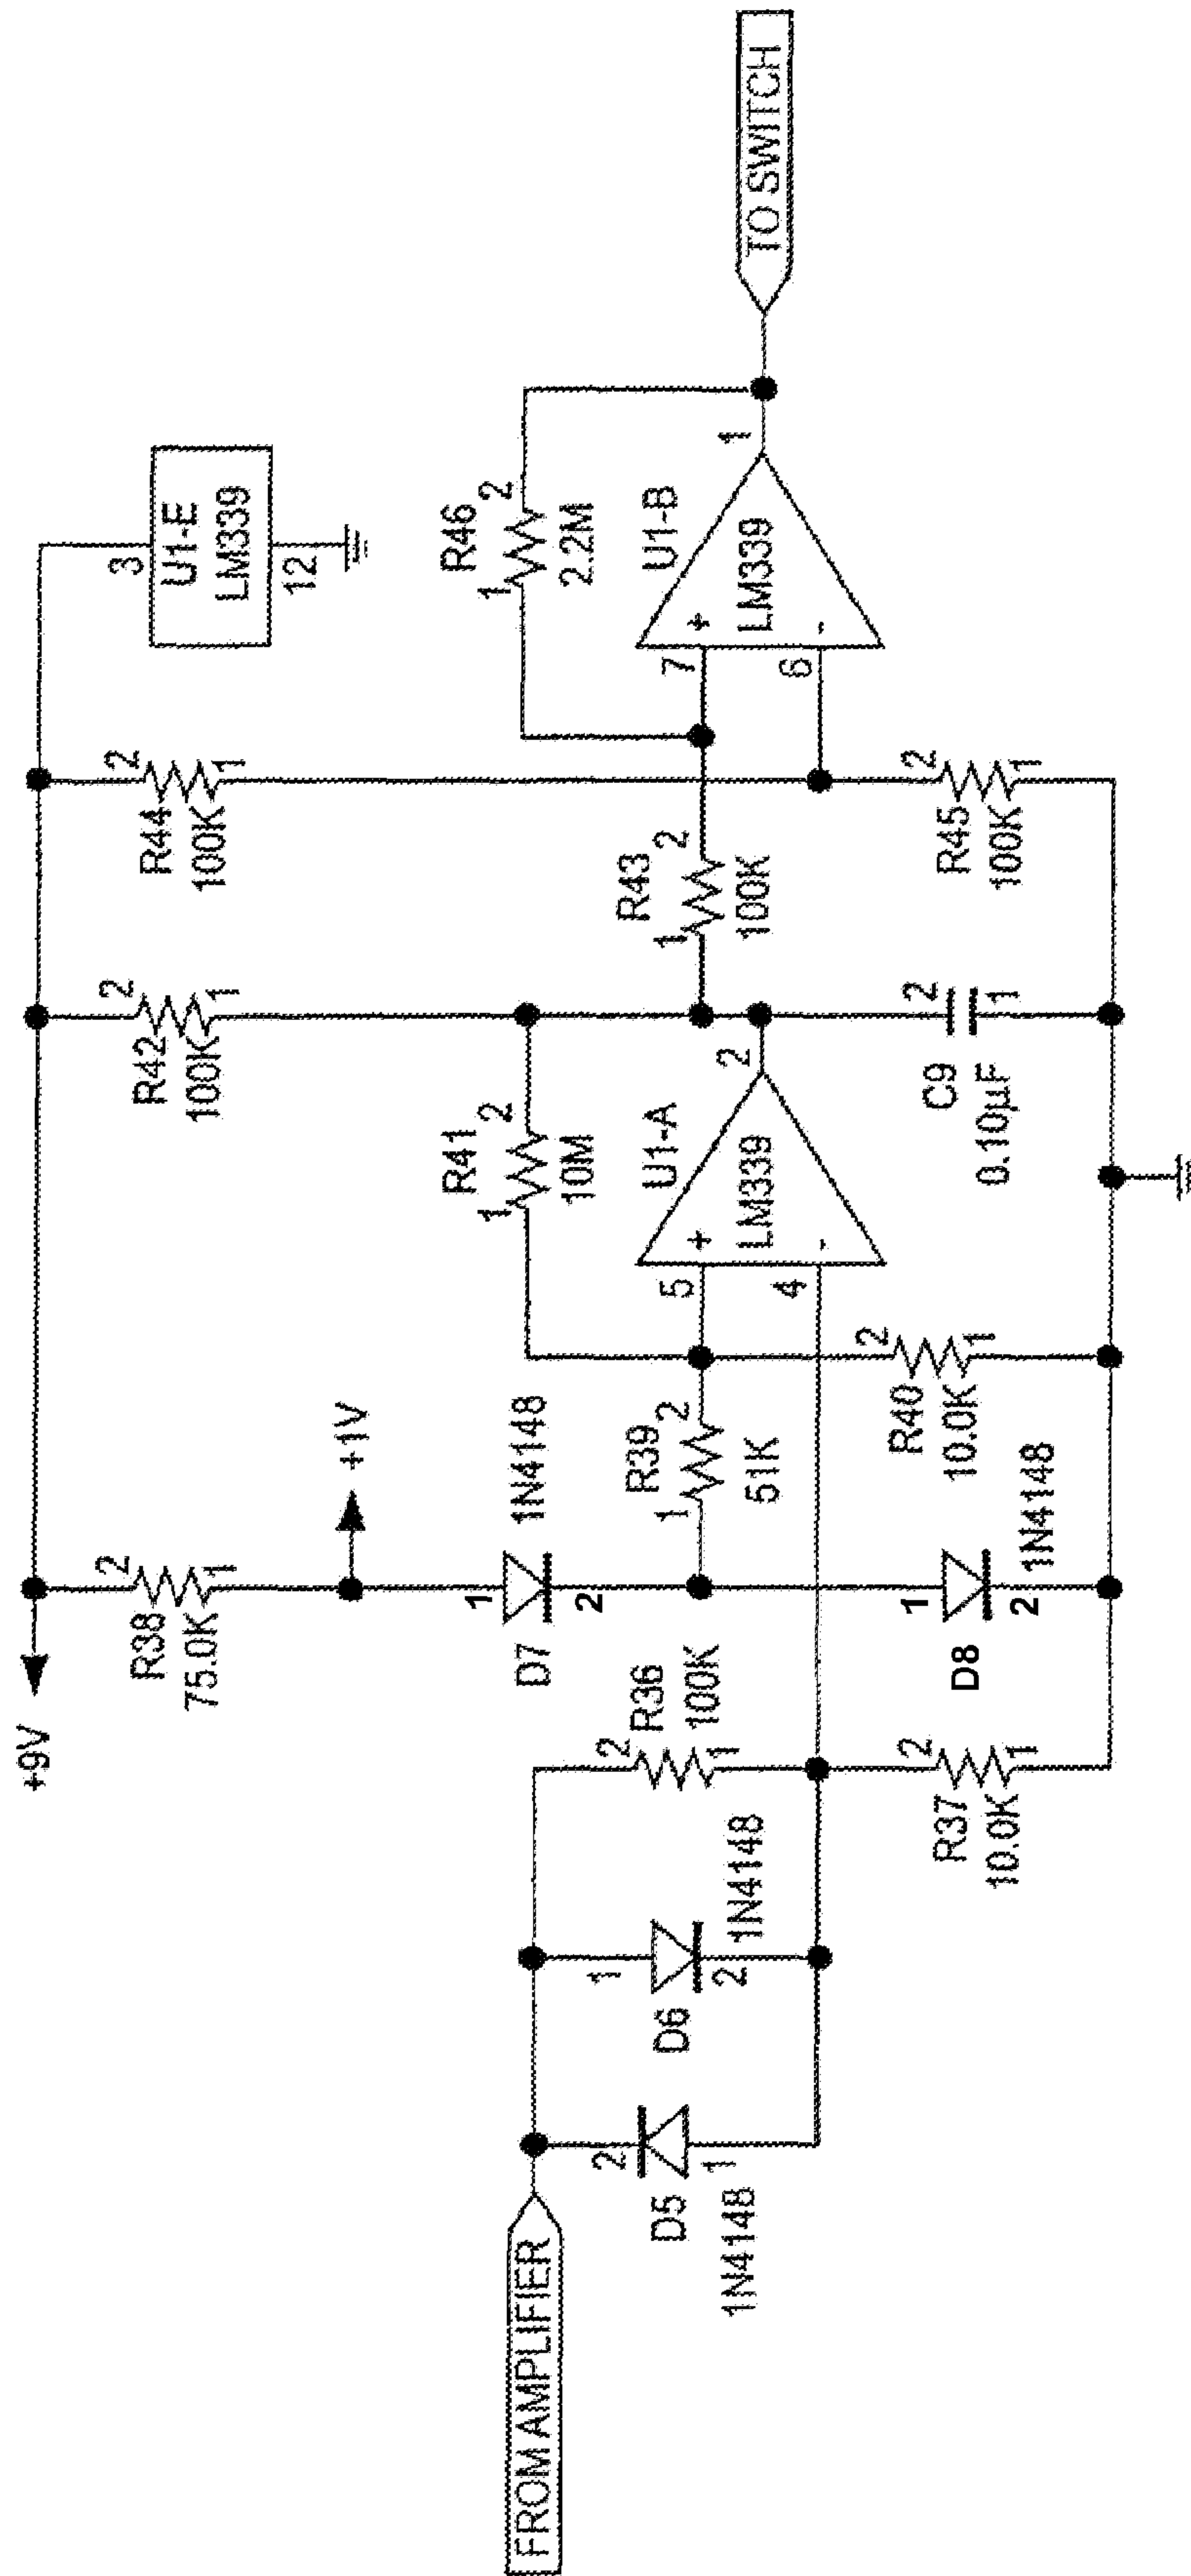 FROM AMPLIFIER
D5
1N4148
2
1
D6
1N4148
1
2
R36
100K
2
1
R37
10.0K
2
1
+9V
R38
75.0K
2
1
+1V
D7
1N4148
1
2
D8
1N4148
1
2
R39
51K
1
2
R40
10.0K
2
1
R41
10M
1
2
U1-A
LM339
5
+
4
-
2
R42
100K
2
1
C9
0.10µF
2
1
R43
100K
1
2
R44
100K
2
1
R45
100K
2
1
R46
2.2M
1
2
U1-B
LM339
7
+
6
-
1
3
U1-E
LM339
12
TO SWITCH